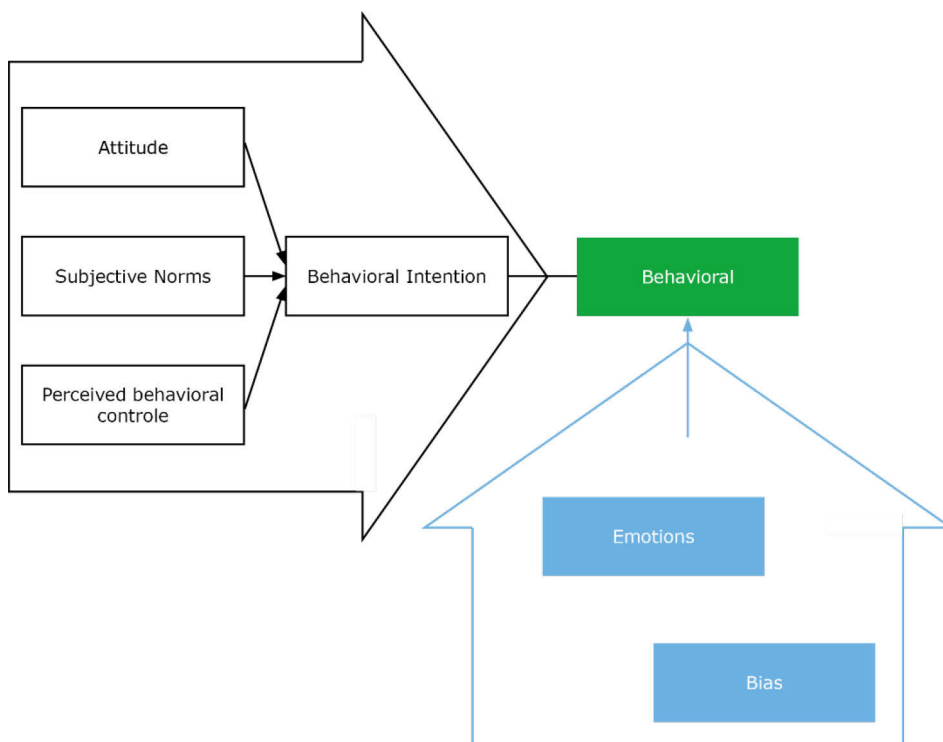 Attitude
Subjective Norms
Behavioral Intention
Behavioral
Perceived behavioral
controle
Emotions
Bias